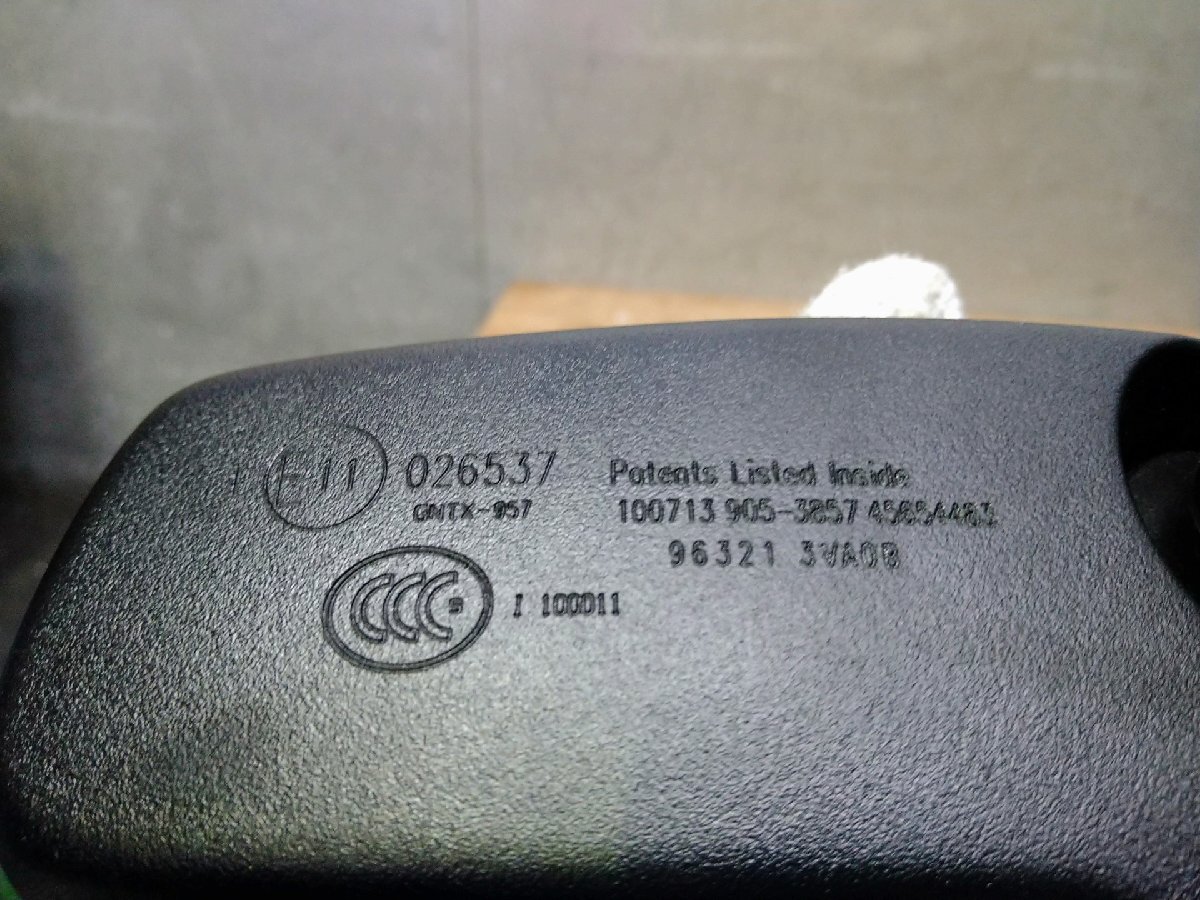 I E11 026537
GNTX-957
Patents Listed Inside
100713 905-3857 45654483
96321 3VA0B
CCC S I 100011